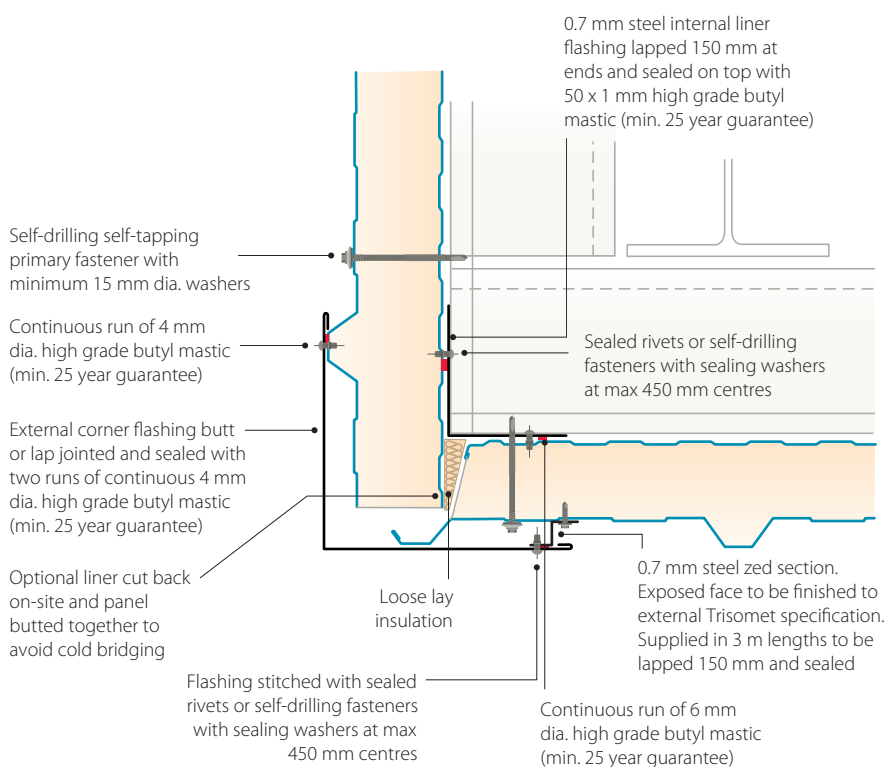 0.7 mm steel internal liner
flashing lapped 150 mm at
ends and sealed on top with
50 x 1 mm high grade butyl
mastic (min. 25 year guarantee)
Self-drilling self-tapping
primary fastener with
minimum 15 mm dia. washers
Continuous run of 4 mm
dia. high grade butyl mastic
(min. 25 year guarantee)
Sealed rivets or self-drilling
fasteners with sealing washers
at max 450 mm centres
External corner flashing butt
or lap jointed and sealed with
two runs of continuous 4 mm
dia. high grade butyl mastic
(min. 25 year guarantee)
Optional liner cut back
on-site and panel
butted together to
avoid cold bridging
Loose lay
insulation
0.7 mm steel zed section.
Exposed face to be finished to
external Trisomet specification.
Supplied in 3 m lengths to be
lapped 150 mm and sealed
Flashing stitched with sealed
rivets or self-drilling fasteners
with sealing washers at max
450 mm centres
Continuous run of 6 mm
dia. high grade butyl mastic
(min. 25 year guarantee)